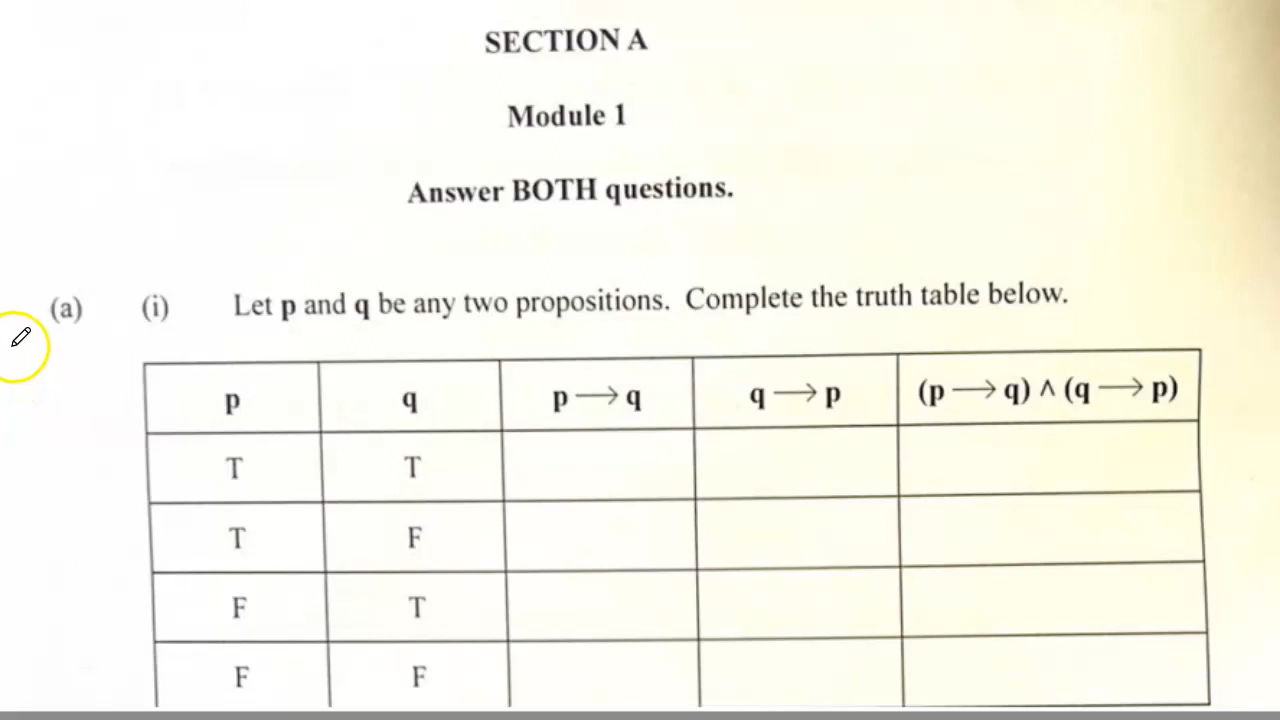 SECTION A
Module 1
Answer BOTH questions.
(a) (i) Let p and q be any two propositions. Complete the truth table below.
p q p ⟶ q q ⟶ p (p ⟶ q) ∧ (q ⟶ p)
T T
T F
F T
F F